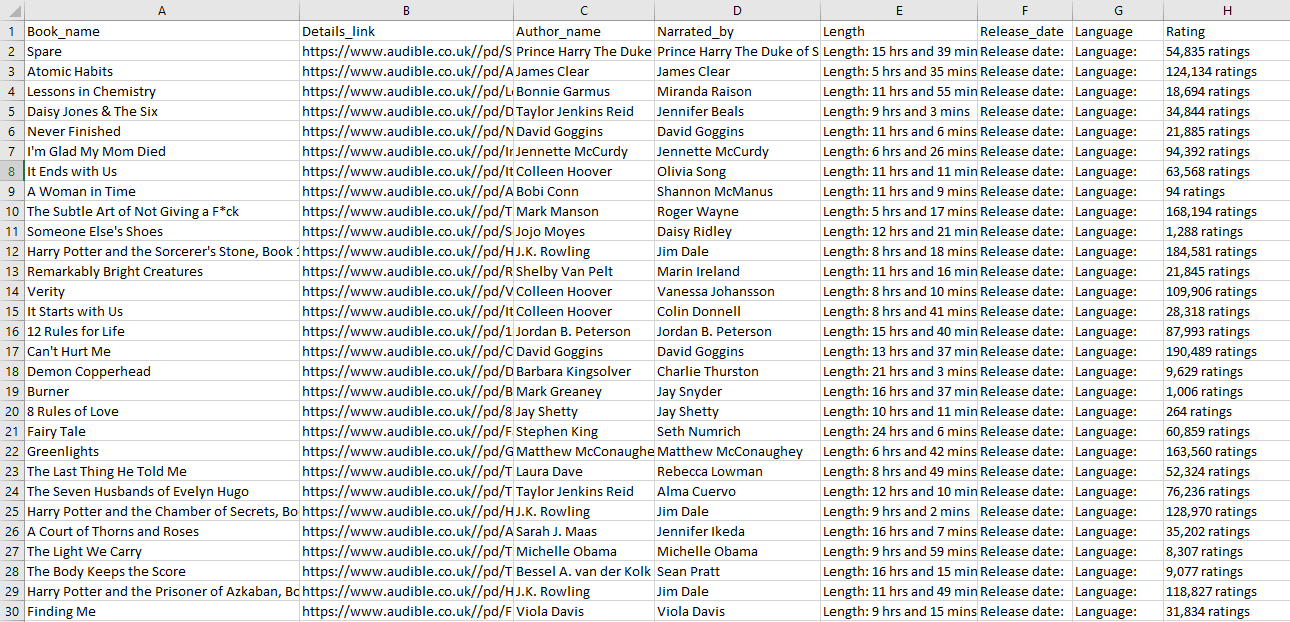 A B C D E F G H
1 Book_name Details_link Author_name Narrated_by Length Release_date Language Rating
2 Spare https://www.audible.co.uk//pd/S Prince Harry The Duke Prince Harry The Duke of S Length: 15 hrs and 39 min Release date: Language: 54,835 ratings
3 Atomic Habits https://www.audible.co.uk//pd/A James Clear James Clear Length: 5 hrs and 35 mins Release date: Language: 124,134 ratings
4 Lessons in Chemistry https://www.audible.co.uk//pd/Le Bonnie Garmus Miranda Raison Length: 11 hrs and 55 min Release date: Language: 18,694 ratings
5 Daisy Jones & The Six https://www.audible.co.uk//pd/D Taylor Jenkins Reid Jennifer Beals Length: 9 hrs and 3 mins Release date: Language: 34,844 ratings
6 Never Finished https://www.audible.co.uk//pd/N David Goggins David Goggins Length: 11 hrs and 6 mins Release date: Language: 21,885 ratings
7 I'm Glad My Mom Died https://www.audible.co.uk//pd/Ir Jennette McCurdy Jennette McCurdy Length: 6 hrs and 26 mins Release date: Language: 94,392 ratings
8 It Ends with Us https://www.audible.co.uk//pd/It Colleen Hoover Olivia Song Length: 11 hrs and 11 min Release date: Language: 63,568 ratings
9 A Woman in Time https://www.audible.co.uk//pd/A Bobi Conn Shannon McManus Length: 11 hrs and 9 mins Release date: Language: 94 ratings
10 The Subtle Art of Not Giving a F*ck https://www.audible.co.uk//pd/T Mark Manson Roger Wayne Length: 5 hrs and 17 mins Release date: Language: 168,194 ratings
11 Someone Else's Shoes https://www.audible.co.uk//pd/S Jojo Moyes Daisy Ridley Length: 12 hrs and 21 min Release date: Language: 1,288 ratings
12 Harry Potter and the Sorcerer's Stone, Book 1 https://www.audible.co.uk//pd/H J.K. Rowling Jim Dale Length: 8 hrs and 18 mins Release date: Language: 184,581 ratings
13 Remarkably Bright Creatures https://www.audible.co.uk//pd/R Shelby Van Pelt Marin Ireland Length: 11 hrs and 16 min Release date: Language: 21,845 ratings
14 Verity https://www.audible.co.uk//pd/V Colleen Hoover Vanessa Johansson Length: 8 hrs and 10 mins Release date: Language: 109,906 ratings
15 It Starts with Us https://www.audible.co.uk//pd/It Colleen Hoover Colin Donnell Length: 8 hrs and 41 mins Release date: Language: 28,318 ratings
16 12 Rules for Life https://www.audible.co.uk//pd/1 Jordan B. Peterson Jordan B. Peterson Length: 15 hrs and 40 min Release date: Language: 87,993 ratings
17 Can't Hurt Me https://www.audible.co.uk//pd/C David Goggins David Goggins Length: 13 hrs and 37 min Release date: Language: 190,489 ratings
18 Demon Copperhead https://www.audible.co.uk//pd/D Barbara Kingsolver Charlie Thurston Length: 21 hrs and 3 mins Release date: Language: 9,629 ratings
19 Burner https://www.audible.co.uk//pd/B Mark Greaney Jay Snyder Length: 16 hrs and 37 min Release date: Language: 1,006 ratings
20 8 Rules of Love https://www.audible.co.uk//pd/8 Jay Shetty Jay Shetty Length: 10 hrs and 11 min Release date: Language: 264 ratings
21 Fairy Tale https://www.audible.co.uk//pd/F Stephen King Seth Numrich Length: 24 hrs and 6 mins Release date: Language: 60,859 ratings
22 Greenlights https://www.audible.co.uk//pd/G Matthew McConaughe Matthew McConaughey Length: 6 hrs and 42 mins Release date: Language: 163,560 ratings
23 The Last Thing He Told Me https://www.audible.co.uk//pd/T Laura Dave Rebecca Lowman Length: 8 hrs and 49 mins Release date: Language: 52,324 ratings
24 The Seven Husbands of Evelyn Hugo https://www.audible.co.uk//pd/T Taylor Jenkins Reid Alma Cuervo Length: 12 hrs and 10 min Release date: Language: 76,236 ratings
25 Harry Potter and the Chamber of Secrets, Bo https://www.audible.co.uk//pd/H J.K. Rowling Jim Dale Length: 9 hrs and 2 mins Release date: Language: 128,970 ratings
26 A Court of Thorns and Roses https://www.audible.co.uk//pd/A Sarah J. Maas Jennifer Ikeda Length: 16 hrs and 7 mins Release date: Language: 35,202 ratings
27 The Light We Carry https://www.audible.co.uk//pd/T Michelle Obama Michelle Obama Length: 9 hrs and 59 mins Release date: Language: 8,307 ratings
28 The Body Keeps the Score https://www.audible.co.uk//pd/T Bessel A. van der Kolk Sean Pratt Length: 16 hrs and 15 min Release date: Language: 9,077 ratings
29 Harry Potter and the Prisoner of Azkaban, Bo https://www.audible.co.uk//pd/H J.K. Rowling Jim Dale Length: 11 hrs and 49 min Release date: Language: 118,827 ratings
30 Finding Me https://www.audible.co.uk//pd/F Viola Davis Viola Davis Length: 9 hrs and 15 mins Release date: Language: 31,834 ratings